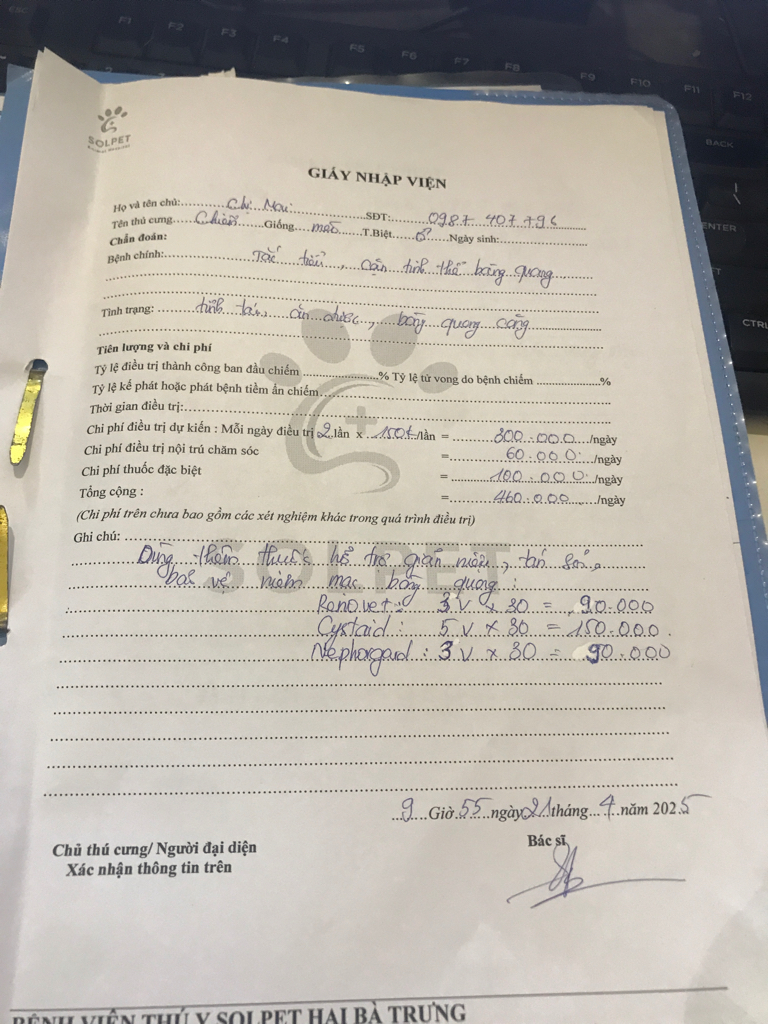 SOLPET
GIẤY NHẬP VIỆN
Họ và tên chủ: Chị Mai SĐT: 0987 407 796
Tên thú cưng Giống mèo T.Biệt ♂ Ngày sinh:
Chẩn đoán:
Bệnh chính: Tắc tiểu, cặn tinh thể bàng quang
Tình trạng: tỉnh táo, ăn được, bàng quang căng
Tiên lượng và chi phí
Tỷ lệ điều trị thành công ban đầu chiếm % Tỷ lệ tử vong do bệnh chiếm %
Tỷ lệ kế phát hoặc phát bệnh tiềm ẩn chiếm
Thời gian điều trị:
Chi phí điều trị dự kiến : Mỗi ngày điều trị 2 lần x 150k/lần = 300.000 /ngày
Chi phí điều trị nội trú chăm sóc = 60.000 /ngày
Chi phí thuốc đặc biệt = 100.000 /ngày
Tổng cộng : = 460.000 /ngày
(Chi phí trên chưa bao gồm các xét nghiệm khác trong quá trình điều trị)
Ghi chú:
Dùng thêm thuốc hỗ trợ giãn niệu, tán sỏi,
bảo vệ niêm mạc bàng quang:
SOLPET
Renovet: 3 v x 30 = 90.000
Cystaid: 5 v x 30 = 150.000
Nephorgard: 3 v x 30 = 90.000
9 Giờ 55 ngày 21 tháng 4 năm 2025
Chủ thú cưng/ Người đại diện Bác sĩ
Xác nhận thông tin trên
BỆNH VIỆN THÚ Y SOLPET HAI BÀ TRƯNG
F1 F2 F3 F4 F5 F6 F7 F8 F9 F10 F11 F12
BACK
ENTER
CTRL